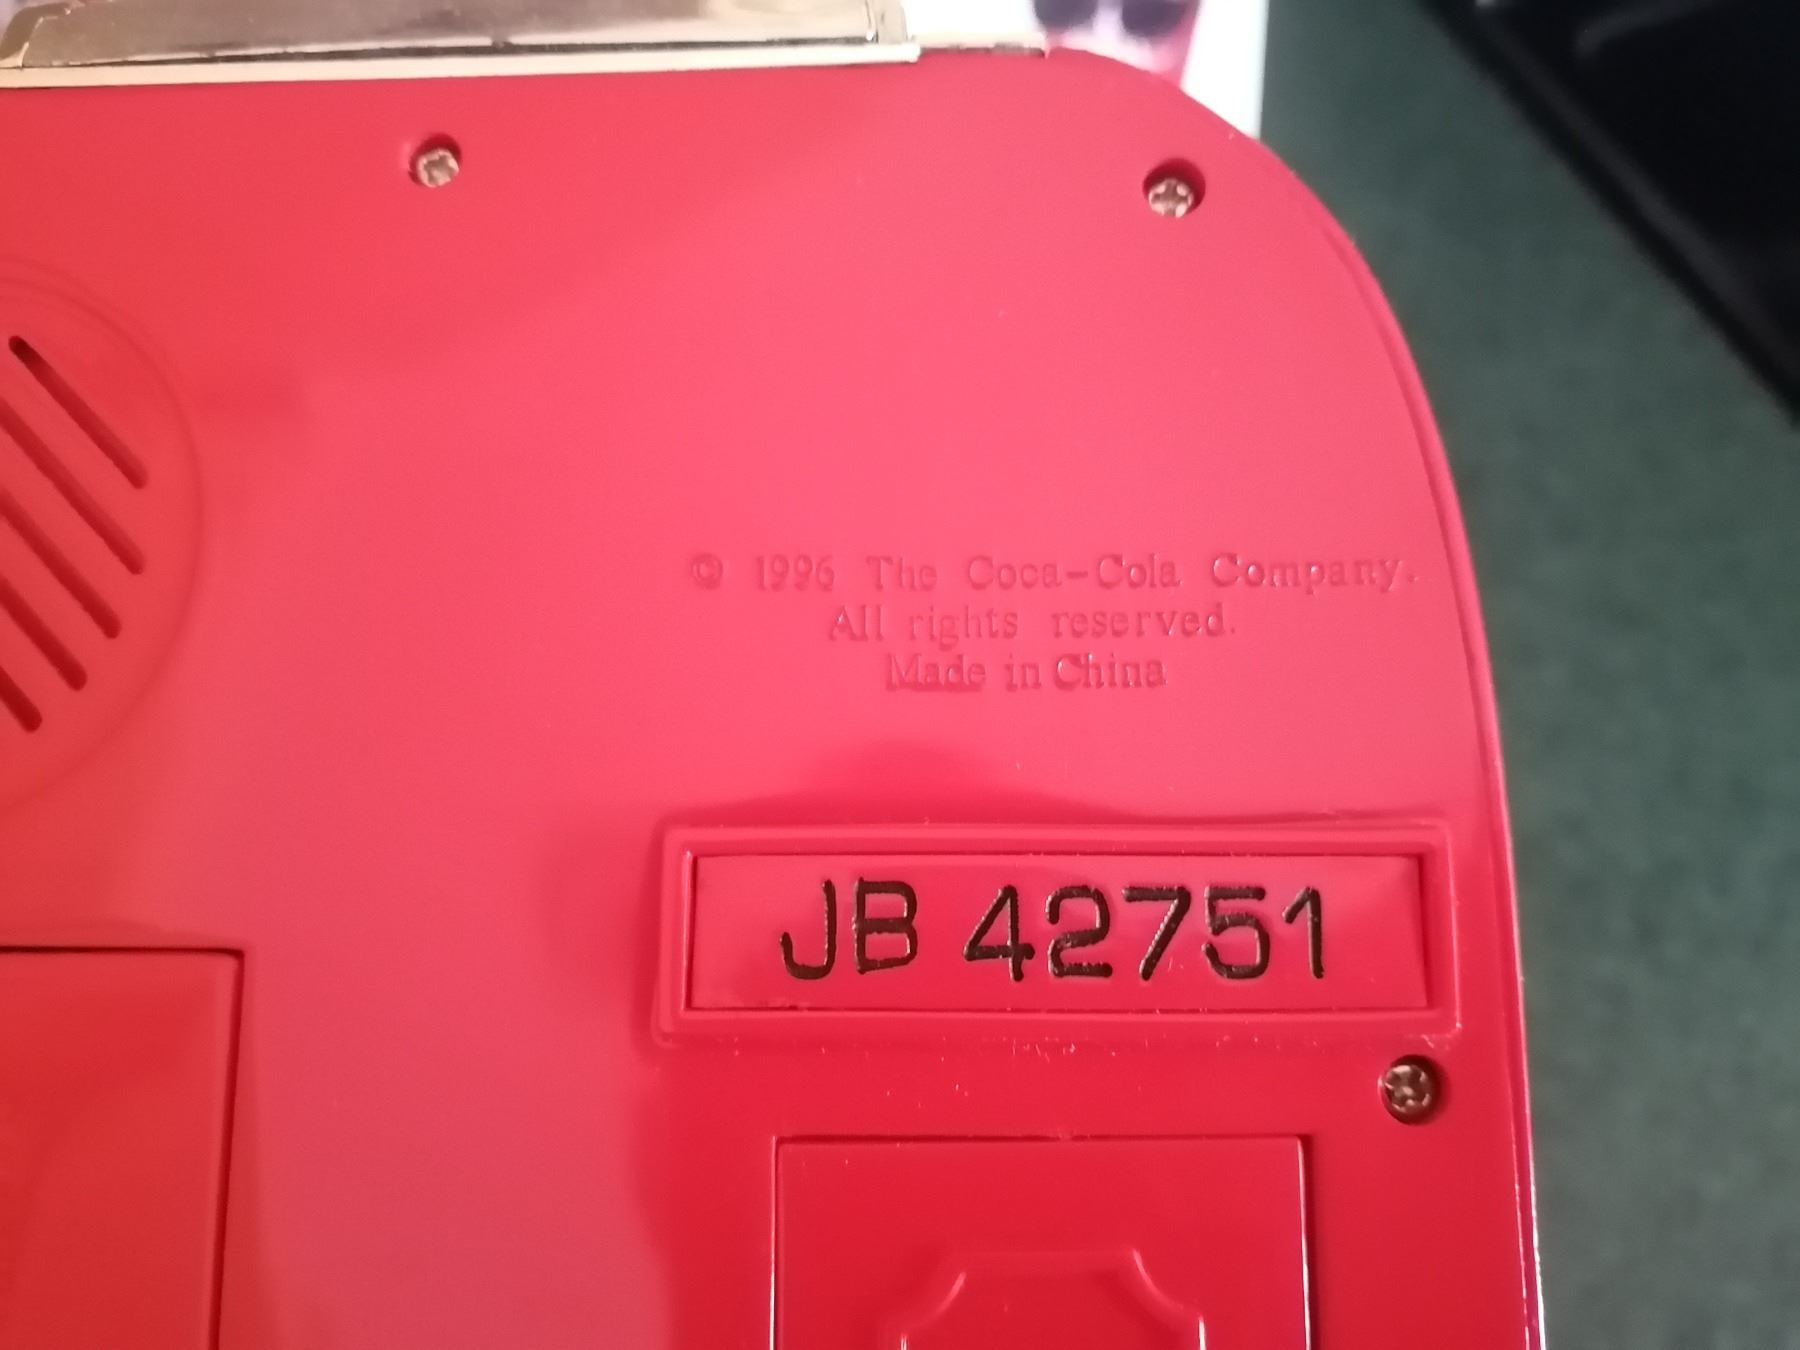 © 1996 The Coca-Cola Company.
All rights reserved.
Made in China
JB 42751